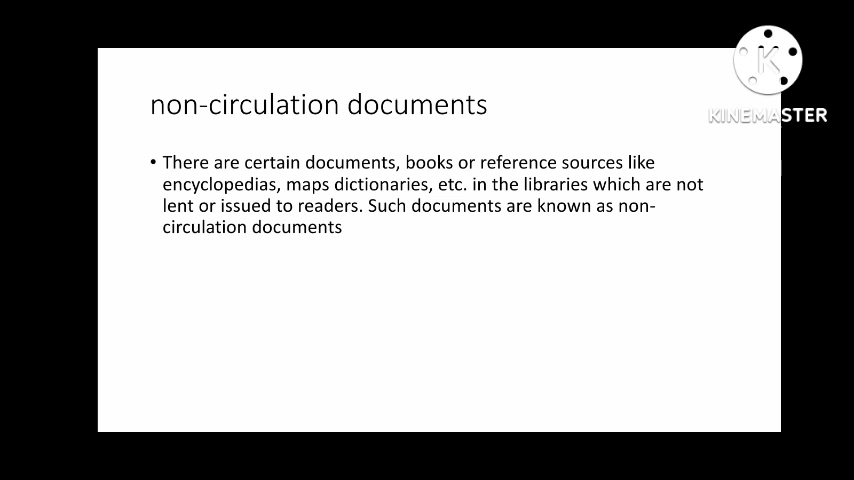 non-circulation documents
• There are certain documents, books or reference sources like
encyclopedias, maps dictionaries, etc. in the libraries which are not
lent or issued to readers. Such documents are known as non-
circulation documents
K
KINEMASTER